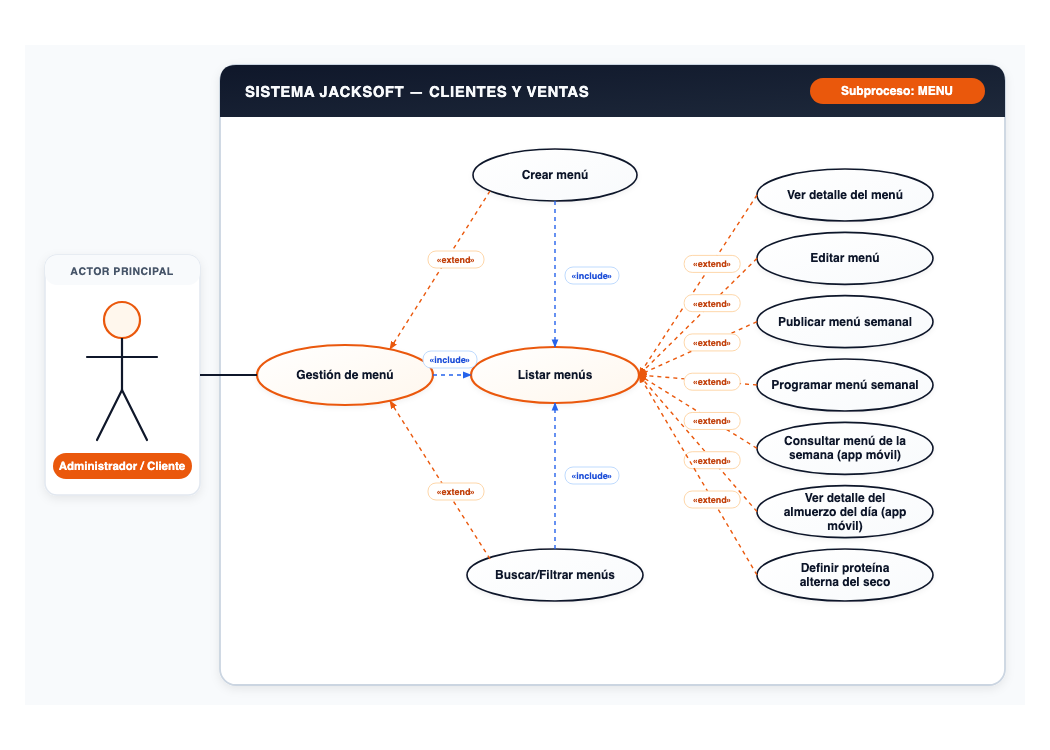 SISTEMA JACKSOFT — CLIENTES Y VENTAS
Subproceso: MENU
ACTOR PRINCIPAL
Administrador / Cliente
Crear menú
«extend»
«include»
Gestión de menú
«include»
Listar menús
«extend»
«include»
Buscar/Filtrar menús
«extend»
«extend»
«extend»
«extend»
«extend»
«extend»
«extend»
Ver detalle del menú
Editar menú
Publicar menú semanal
Programar menú semanal
Consultar menú de la
semana (app móvil)
Ver detalle del
almuerzo del día (app
móvil)
Definir proteína
alterna del seco